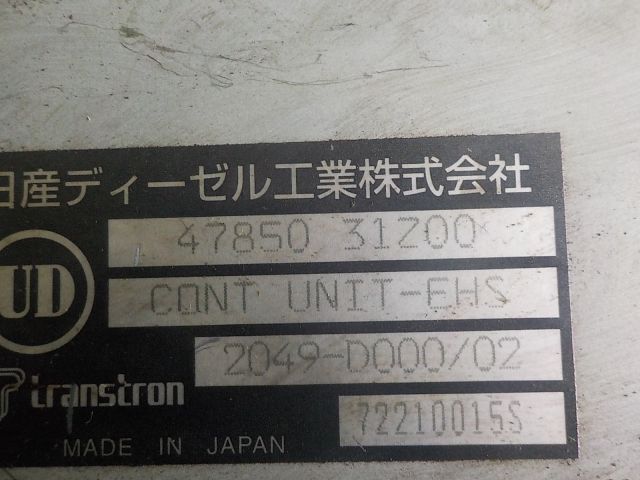 日産ディーゼル工業株式会社
47850 31Z00
UD
CONT UNIT-EHS
2049-D000/02
transtron
72210015S
MADE IN JAPAN